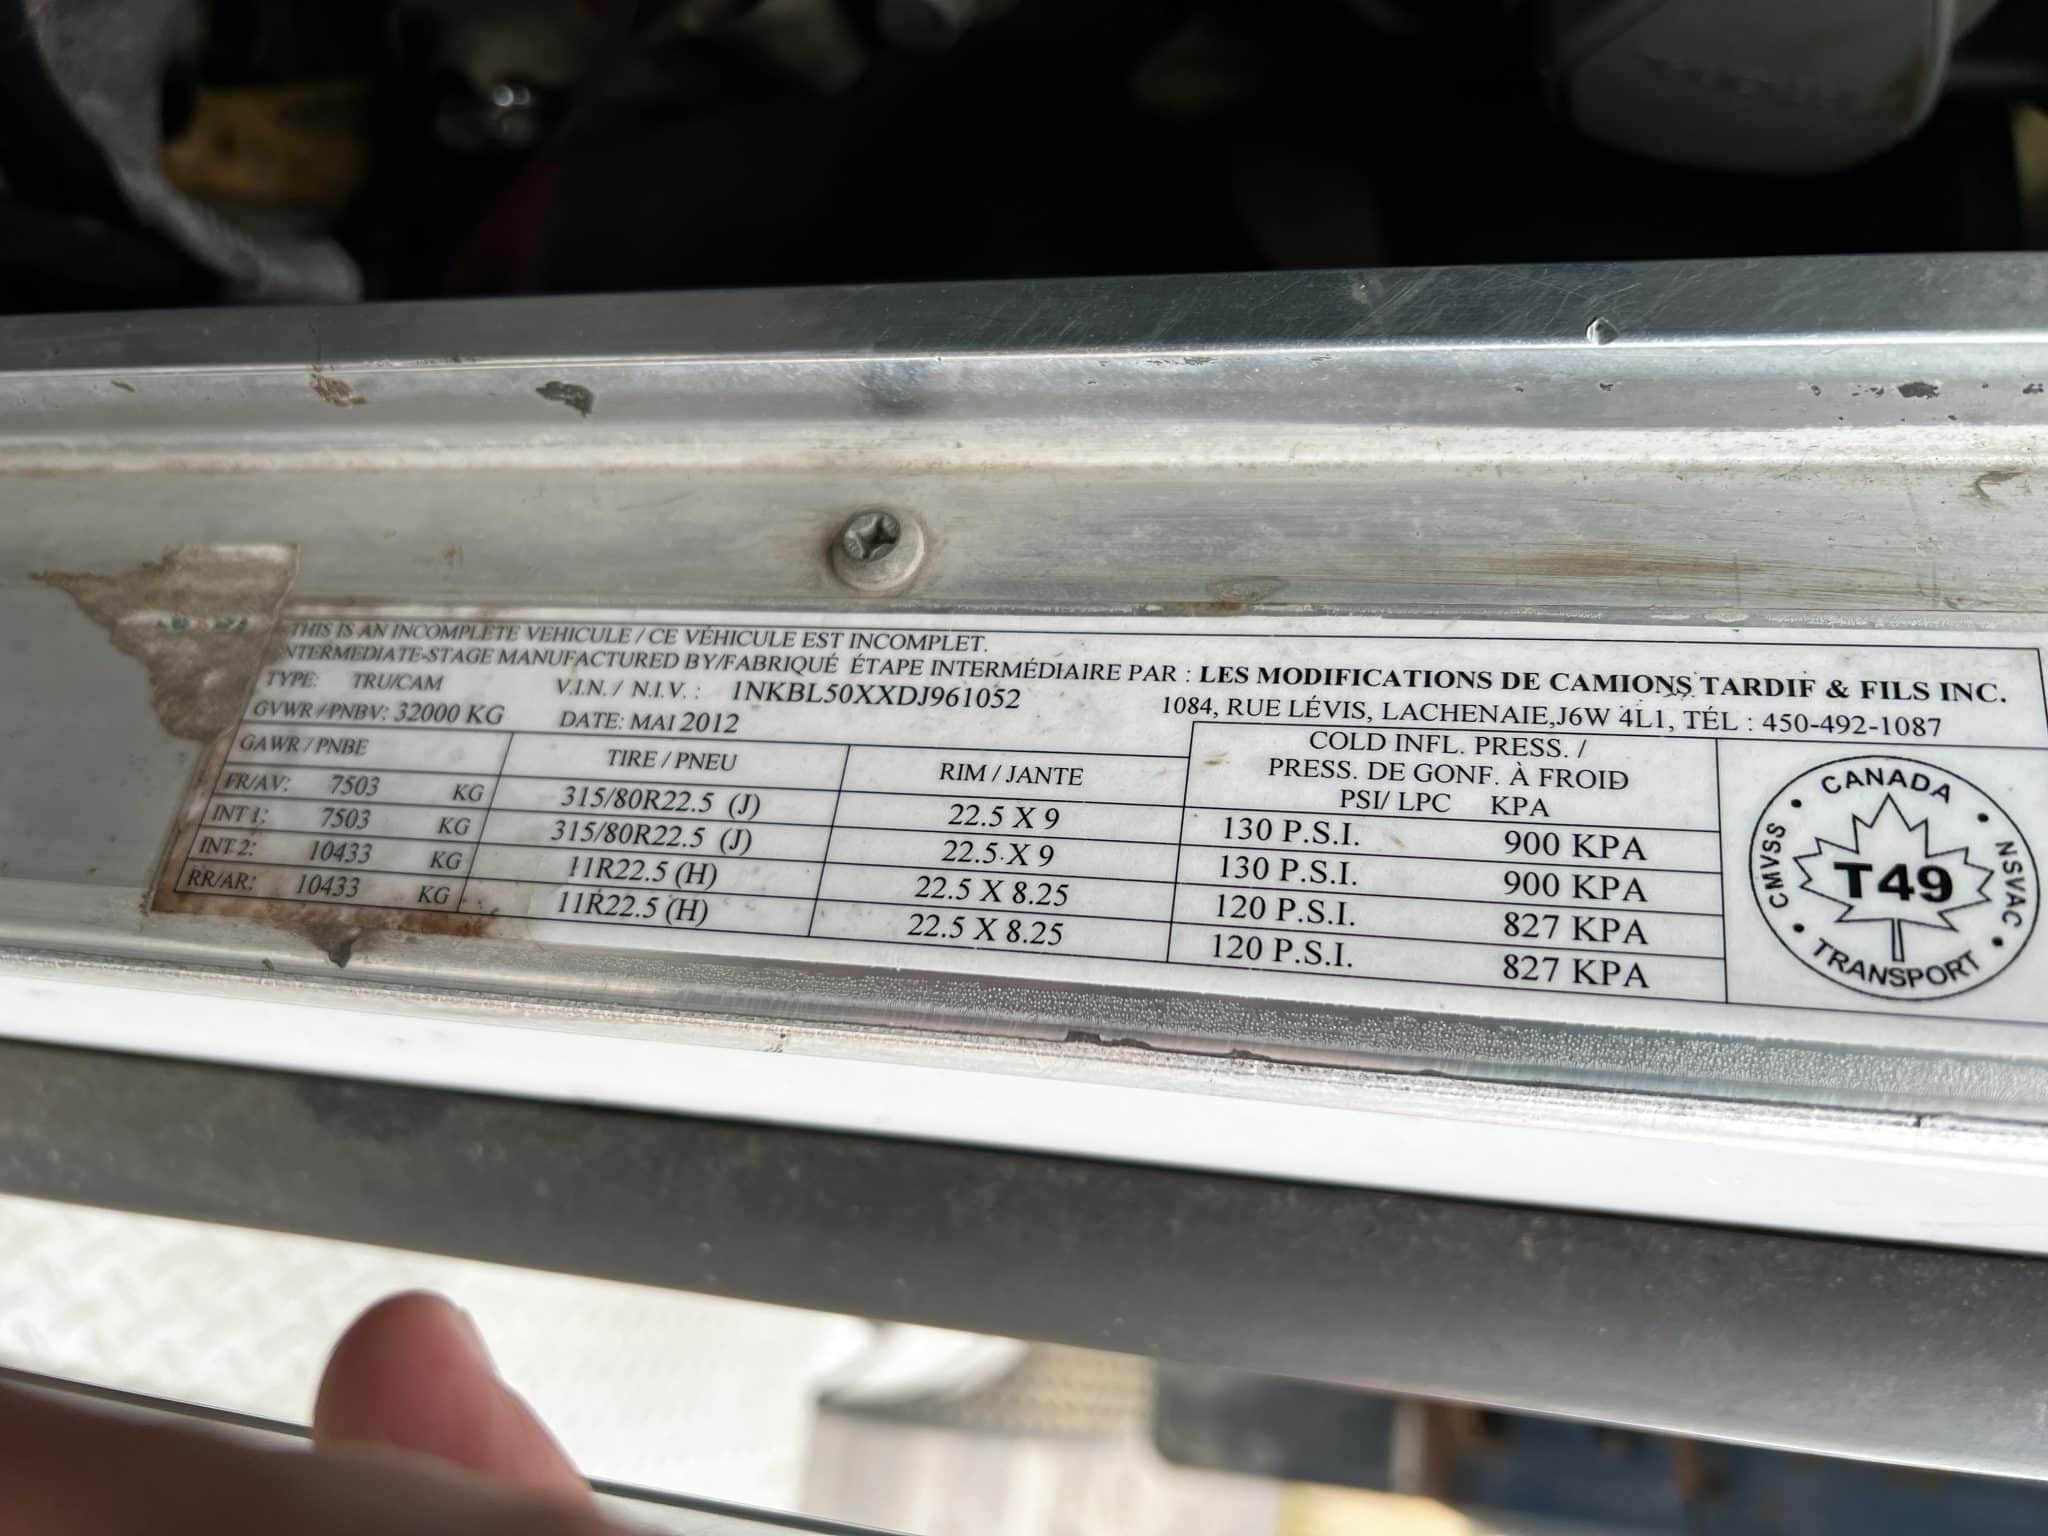 THIS IS AN INCOMPLETE VEHICULE / CE VÉHICULE EST INCOMPLET.
INTERMEDIATE-STAGE MANUFACTURED BY/FABRIQUÉ ÉTAPE INTERMÉDIAIRE PAR : LES MODIFICATIONS DE CAMIONS TARDIF & FILS INC.
TYPE: TRU/CAM V.I.N. / N.I.V. : 1NKBL50XXDJ961052 1084, RUE LÉVIS, LACHENAIE,J6W 4L1, TÉL : 450-492-1087
GVWR / PNBV: 32000 KG DATE: MAI 2012
GAWR / PNBE TIRE / PNEU RIM / JANTE COLD INFL. PRESS. /
PRESS. DE GONF. À FROID
PSI/ LPC KPA
FR/AV: 7503 KG 315/80R22.5 (J) 22.5 X 9 130 P.S.I. 900 KPA
INT 1: 7503 KG 315/80R22.5 (J) 22.5 X 9 130 P.S.I. 900 KPA
INT 2: 10433 KG 11R22.5 (H) 22.5 X 8.25 120 P.S.I. 827 KPA
RR/AR: 10433 KG 11R22.5 (H) 22.5 X 8.25 120 P.S.I. 827 KPA
CANADA
CMVSS
T49
NSVAC
TRANSPORT